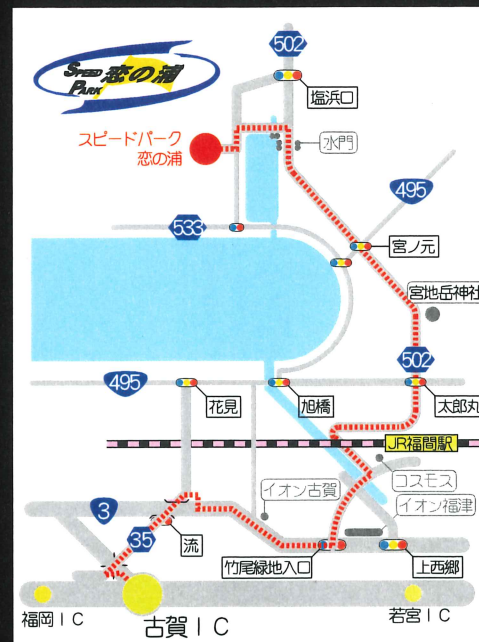 502
SPEED PARK 恋の浦
塩浜口
スピードパーク
恋の浦
水門
495
533
宮ノ元
宮地岳神社
502
495
花見
旭橋
太郎丸
JR福間駅
コスモス
イオン古賀
イオン福津
3
35
流
竹尾緑地入口
上西郷
福岡IC
古賀IC
若宮IC